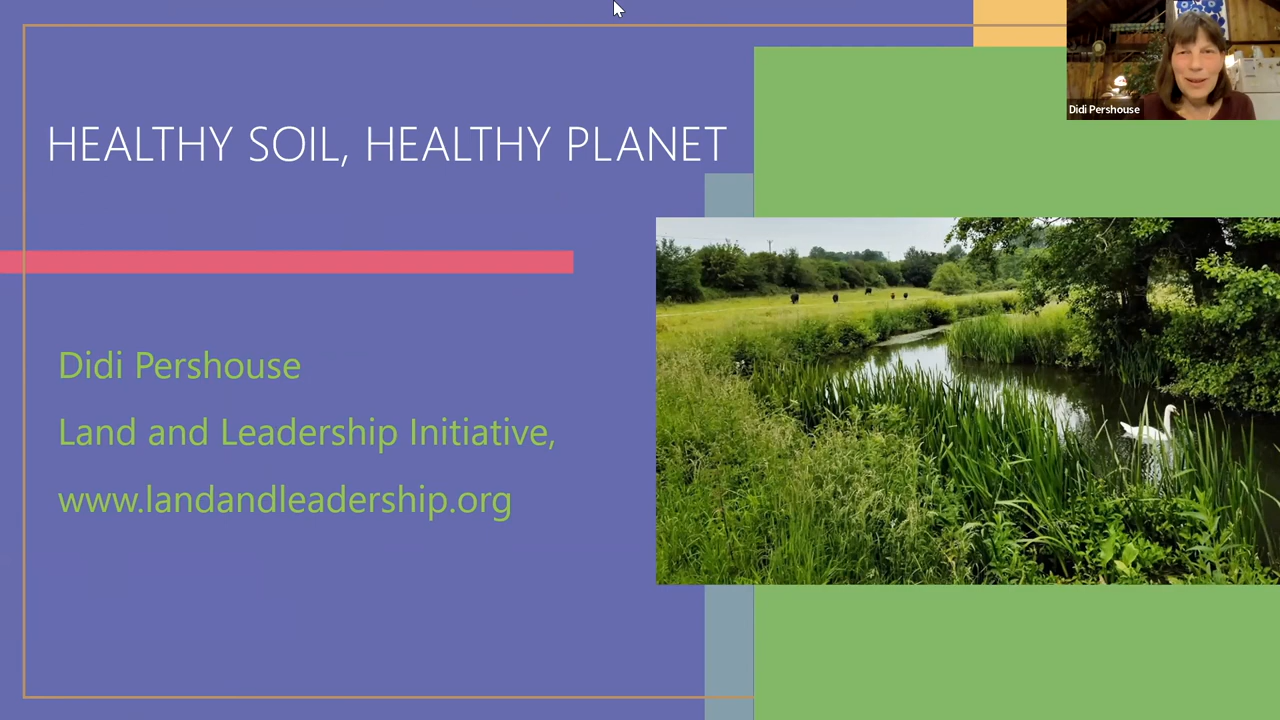 Didi Pershouse
HEALTHY SOIL, HEALTHY PLANET
Didi Pershouse
Land and Leadership Initiative,
www.landandleadership.org